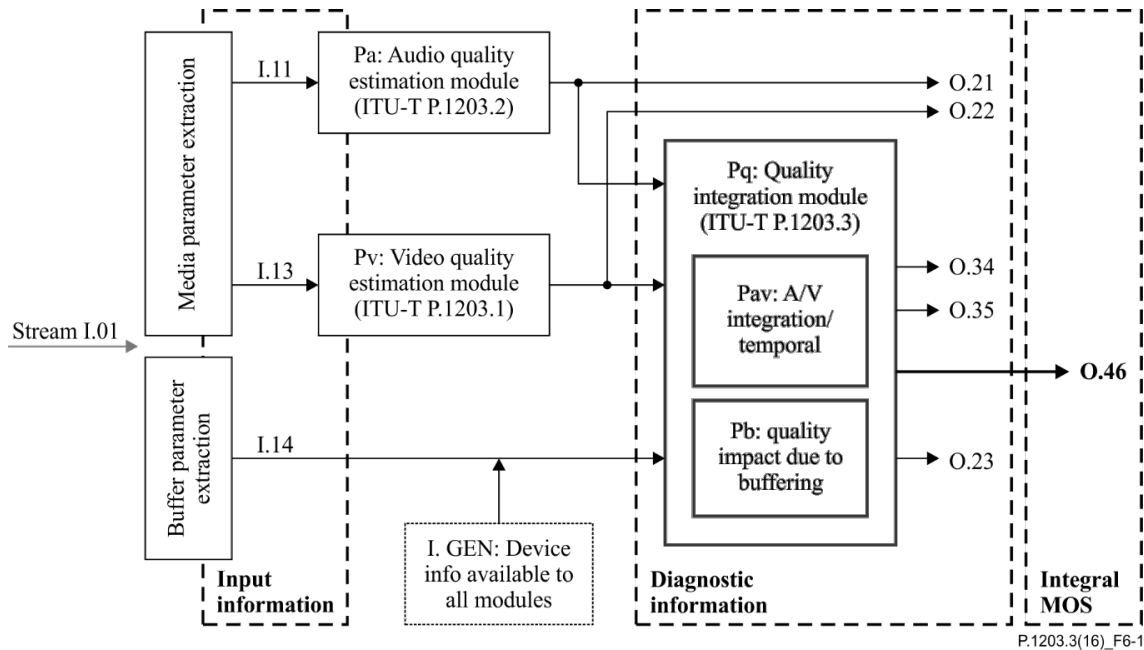 Media parameter extraction
I.11
Pa: Audio quality
estimation module
(ITU-T P.1203.2)
O.21
O.22
Pq: Quality
integration module
(ITU-T P.1203.3)
I.13
Pv: Video quality
estimation module
(ITU-T P.1203.1)
O.34
Pav: A/V
integration/
temporal
O.35
Stream I.01
O.46
Buffer parameter
extraction
I.14
Pb: quality
impact due to
buffering
O.23
I. GEN: Device
info available to
all modules
Input
information
Diagnostic
information
Integral
MOS
P.1203.3(16)_F6-1